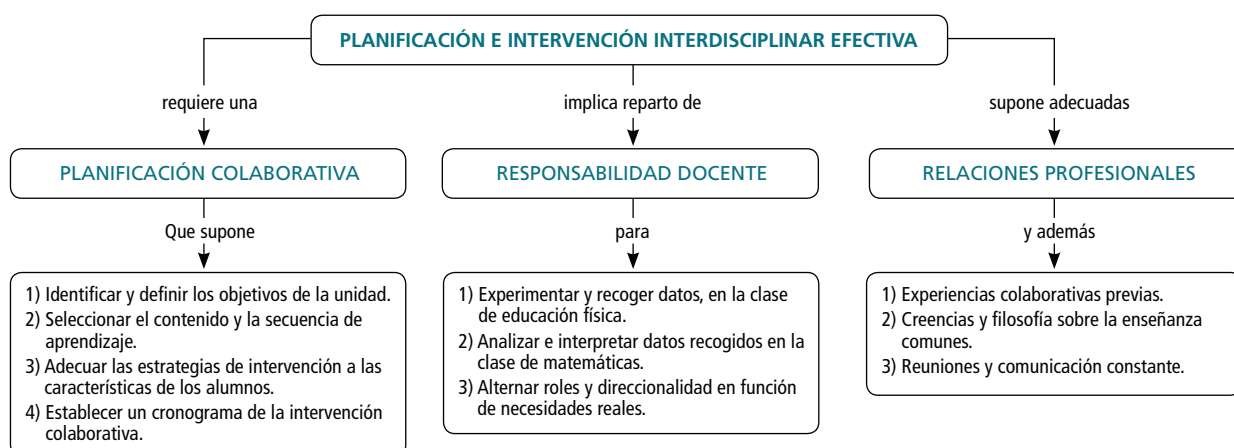 PLANIFICACIÓN E INTERVENCIÓN INTERDISCIPLINAR EFECTIVA
requiere una
implica reparto de
supone adecuadas
PLANIFICACIÓN COLABORATIVA
RESPONSABILIDAD DOCENTE
RELACIONES PROFESIONALES
Que supone
para
y además
1) Identificar y definir los objetivos de la unidad.
2) Seleccionar el contenido y la secuencia de
aprendizaje.
3) Adecuar las estrategias de intervención a las
características de los alumnos.
4) Establecer un cronograma de la intervención
colaborativa.
1) Experimentar y recoger datos, en la clase
de educación física.
2) Analizar e interpretar datos recogidos en la
clase de matemáticas.
3) Alternar roles y direccionalidad en función
de necesidades reales.
1) Experiencias colaborativas previas.
2) Creencias y filosofía sobre la enseñanza
comunes.
3) Reuniones y comunicación constante.